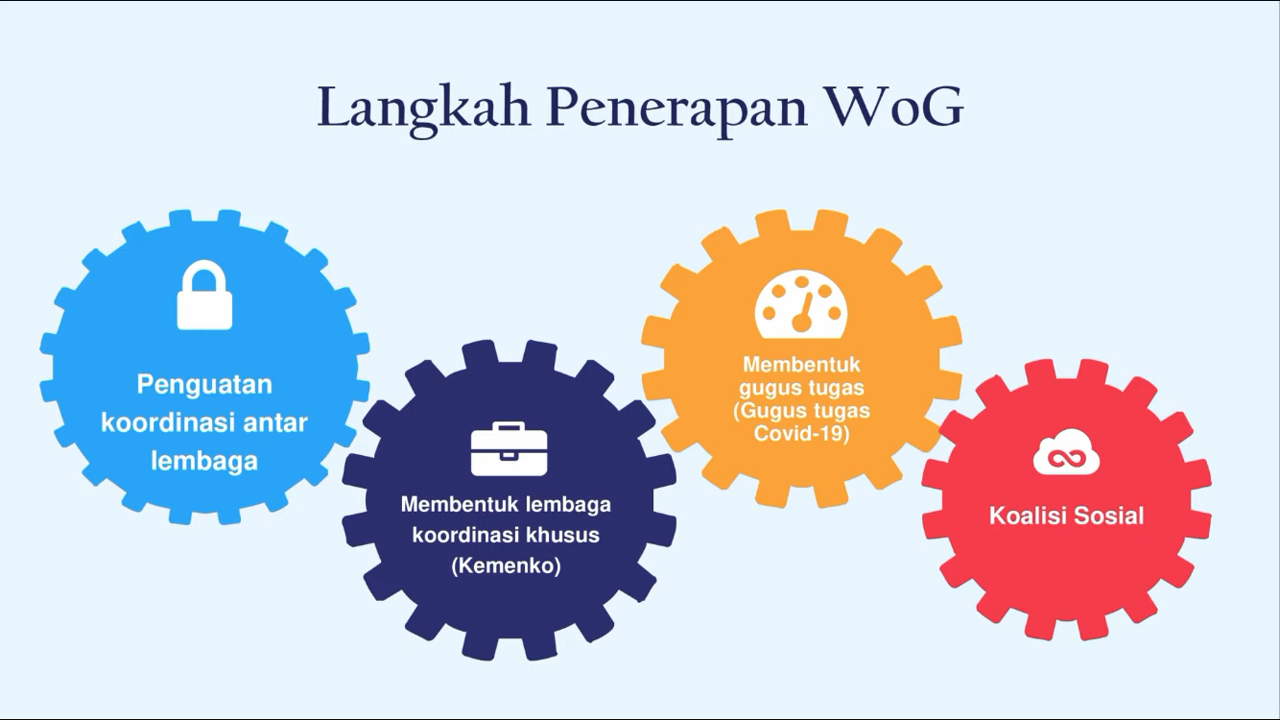 Langkah Penerapan WoG
Penguatan
koordinasi antar
lembaga
Membentuk lembaga
koordinasi khusus
(Kemenko)
Membentuk
gugus tugas
(Gugus tugas
Covid-19)
Koalisi Sosial